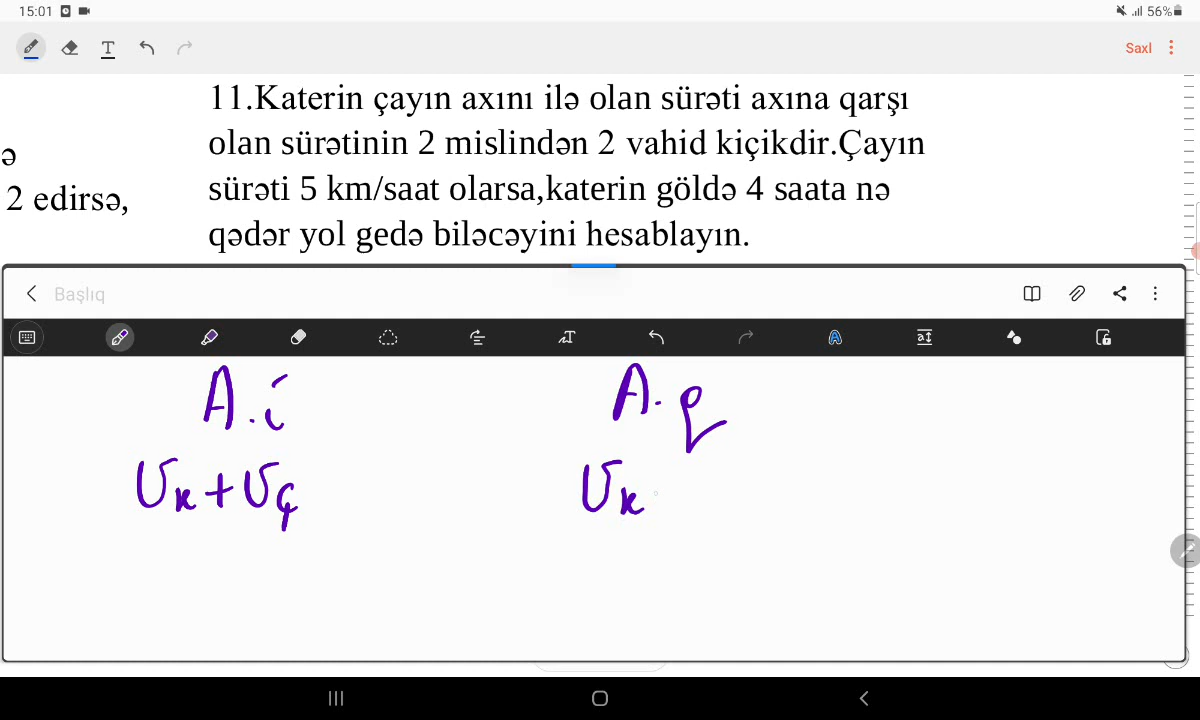 15:01
56%
Saxl
11.Katerin çayın axını ilə olan sürəti axına qarşı
olan sürətinin 2 mislindən 2 vahid kiçikdir.Çayın
sürəti 5 km/saat olarsa,katerin göldə 4 saata nə
qədər yol gedə biləcəyini hesablayın.
ə
2 edirsə,
Başlıq
A.i
A.q
Vk+Vç
Vk